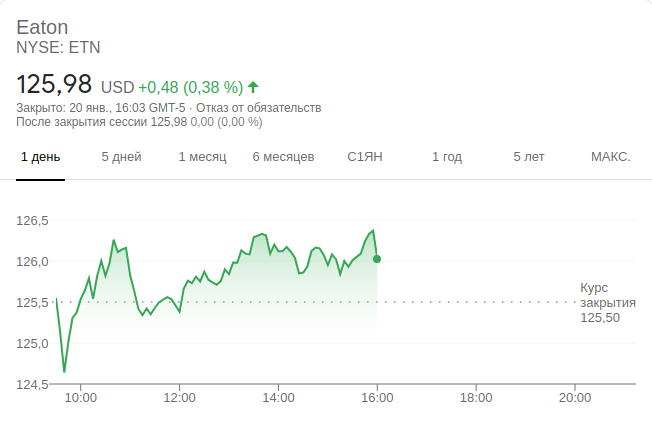 Eaton
NYSE: ETN
125,98 USD +0,48 (0,38 %)
Закрыто: 20 янв., 16:03 GMT-5 · Отказ от обязательств
После закрытия сессии 125,98 0,00 (0,00 %)
1 день 5 дней 1 месяц 6 месяцев С1ЯН 1 год 5 лет МАКС.
126,5
126,0
125,5
125,0
124,5
Курс
закрытия
125,50
10:00 12:00 14:00 16:00 18:00 20:00